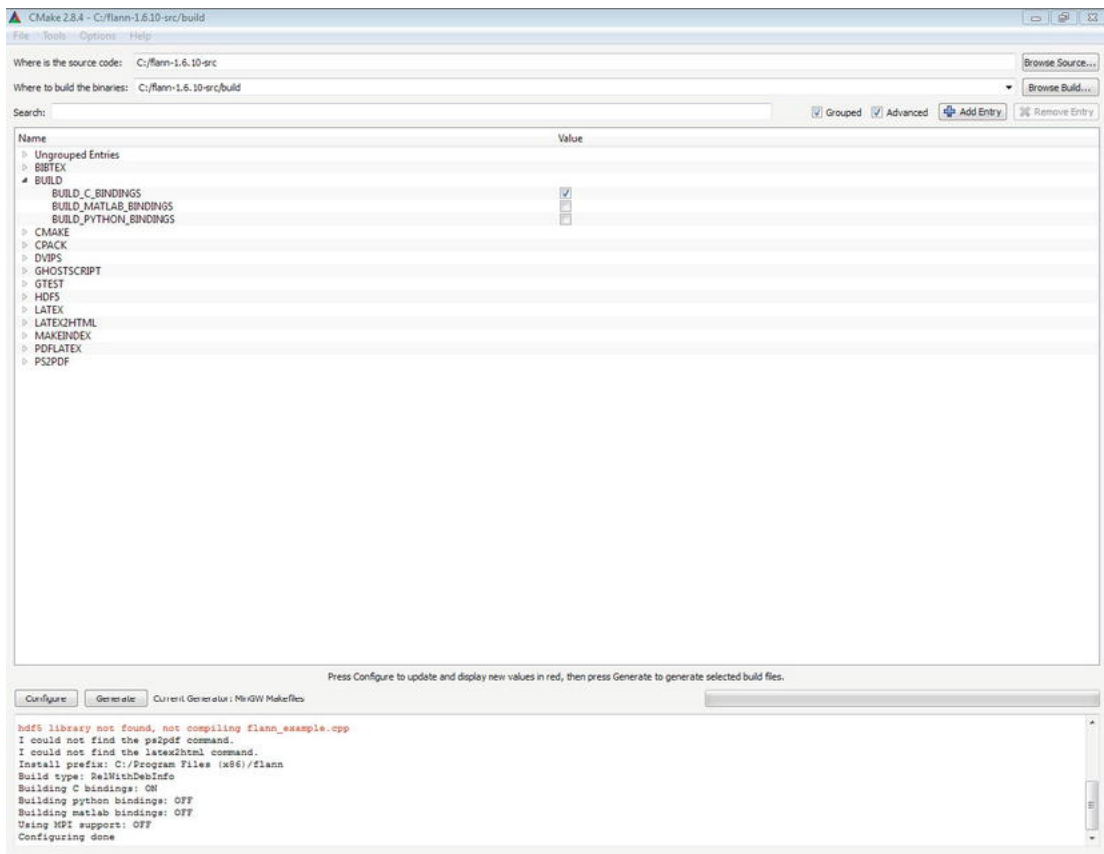 CMake 2.8.4 - C:/flann-1.6.10-src/build
File Tools Options Help
Where is the source code: C:/flann-1.6.10-src Browse Source...
Where to build the binaries: C:/flann-1.6.10-src/build Browse Build...
Search: Grouped Advanced Add Entry Remove Entry
Name Value
Ungrouped Entries
BIBTEX
BUILD
BUILD_C_BINDINGS
BUILD_MATLAB_BINDINGS
BUILD_PYTHON_BINDINGS
CMAKE
CPACK
DVIPS
GHOSTSCRIPT
GTEST
HDF5
LATEX
LATEX2HTML
MAKEINDEX
PDFLATEX
PS2PDF
Press Configure to update and display new values in red, then press Generate to generate selected build files.
Configure Generate Current Generator: MinGW Makefiles
hdf5 library not found, not compiling flann_example.cpp
I could not find the ps2pdf command.
I could not find the latex2html command.
Install prefix: C:/Program Files (x86)/flann
Build type: RelWithDebInfo
Building C bindings: ON
Building python bindings: OFF
Building matlab bindings: OFF
Using MPI support: OFF
Configuring done